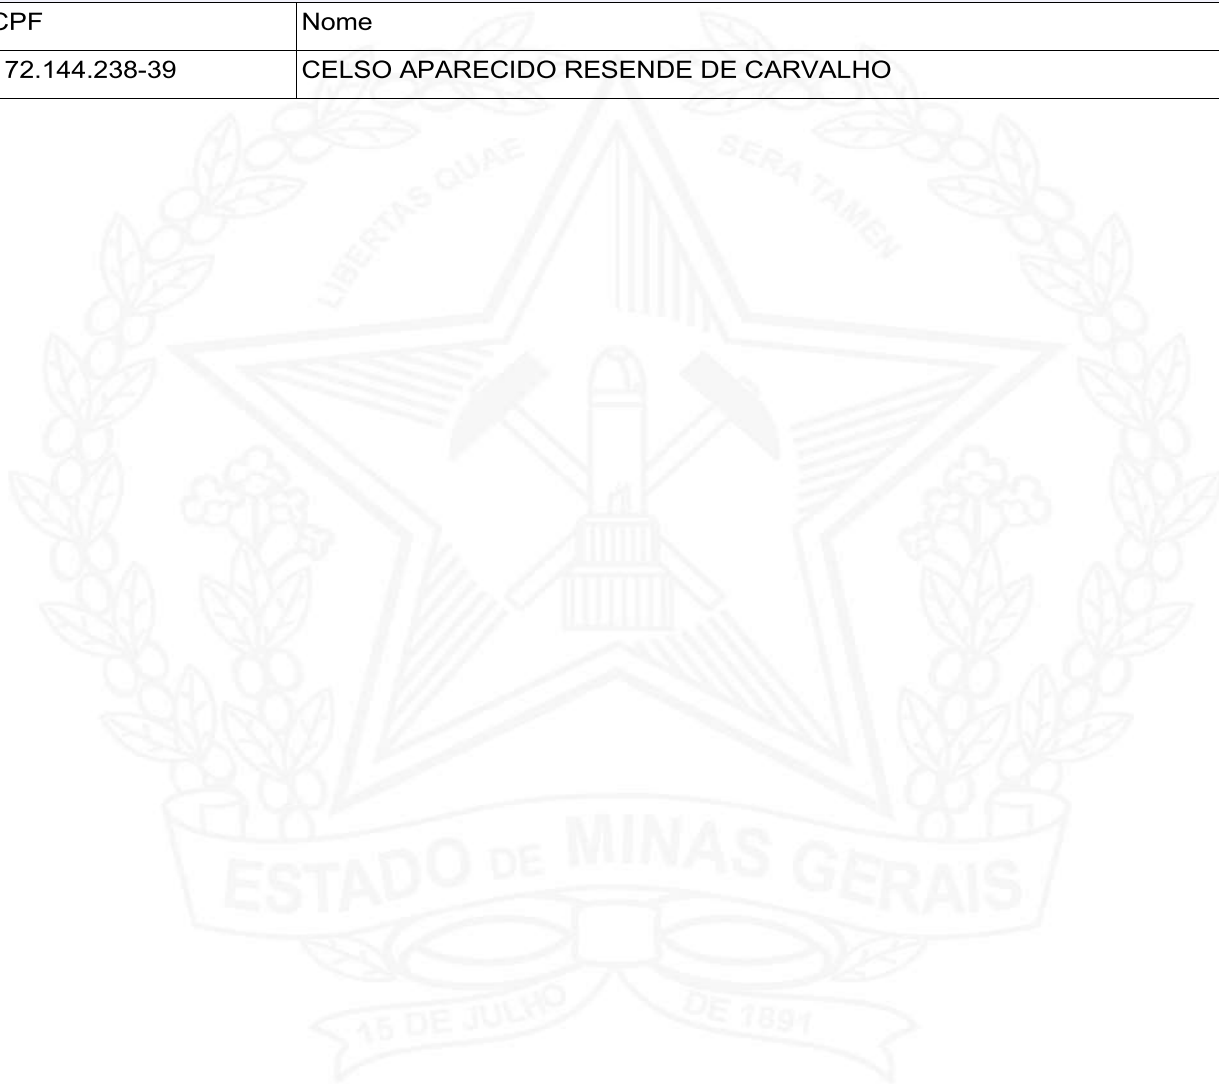 CPF
Nome
72.144.238-39
CELSO APARECIDO RESENDE DE CARVALHO
LIBERTAS QUAE
SERA TAMEN
ESTADO DE MINAS GERAIS
15 DE JULHO
DE 1891